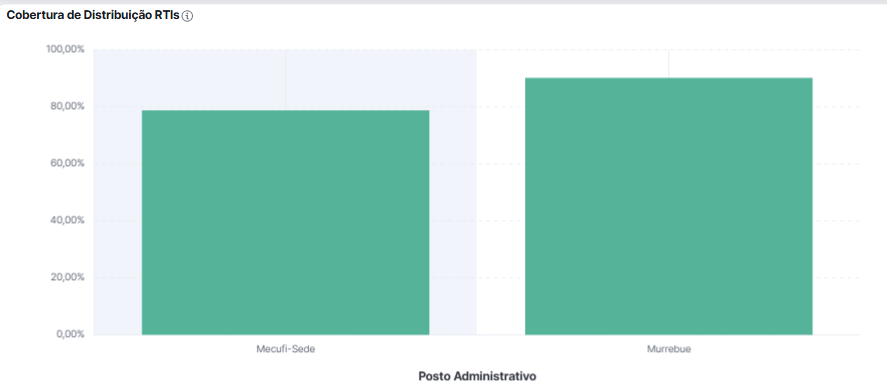 Cobertura de Distribuição RTIs
100,00%
80,00%
60,00%
40,00%
20,00%
0,00%
Mecufi-Sede
Murrebue
Posto Administrativo